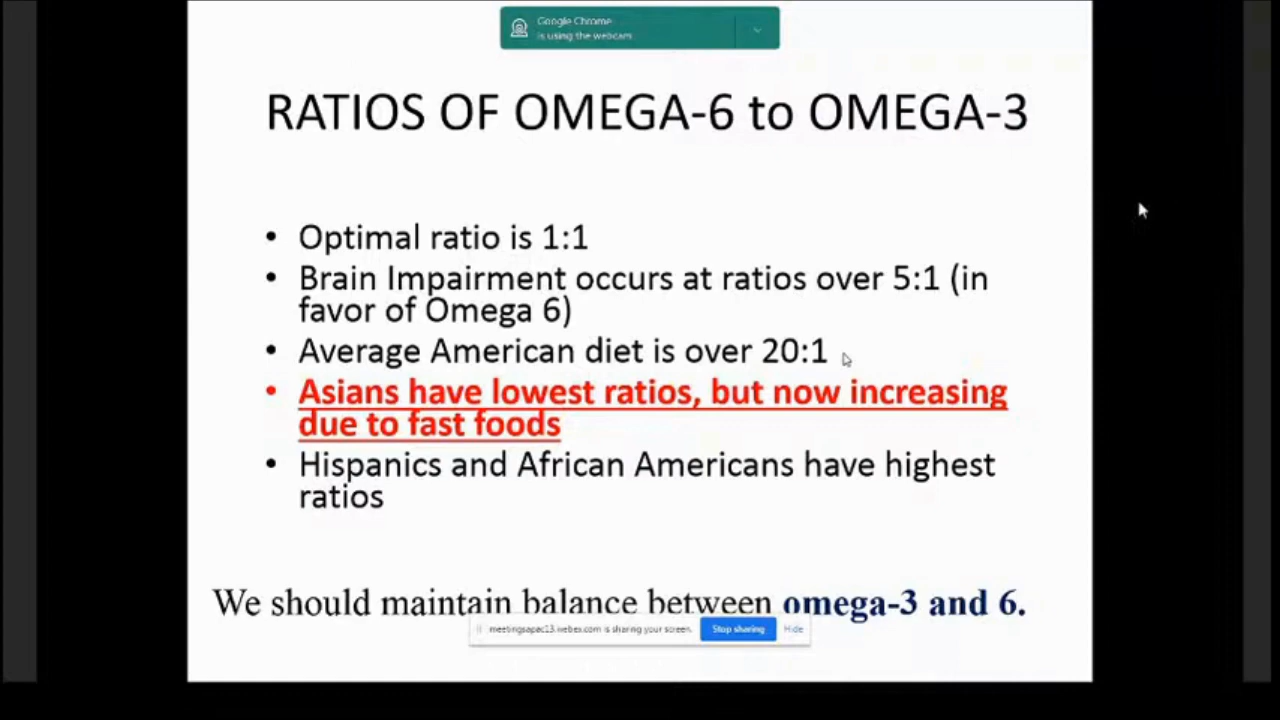 Google Chrome
is using the webcam
RATIOS OF OMEGA-6 to OMEGA-3
• Optimal ratio is 1:1
• Brain Impairment occurs at ratios over 5:1 (in
favor of Omega 6)
• Average American diet is over 20:1
• Asians have lowest ratios, but now increasing
due to fast foods
• Hispanics and African Americans have highest
ratios
We should maintain balance between omega-3 and 6.
meetingsapac13.webex.com is sharing your screen. Stop sharing Hide